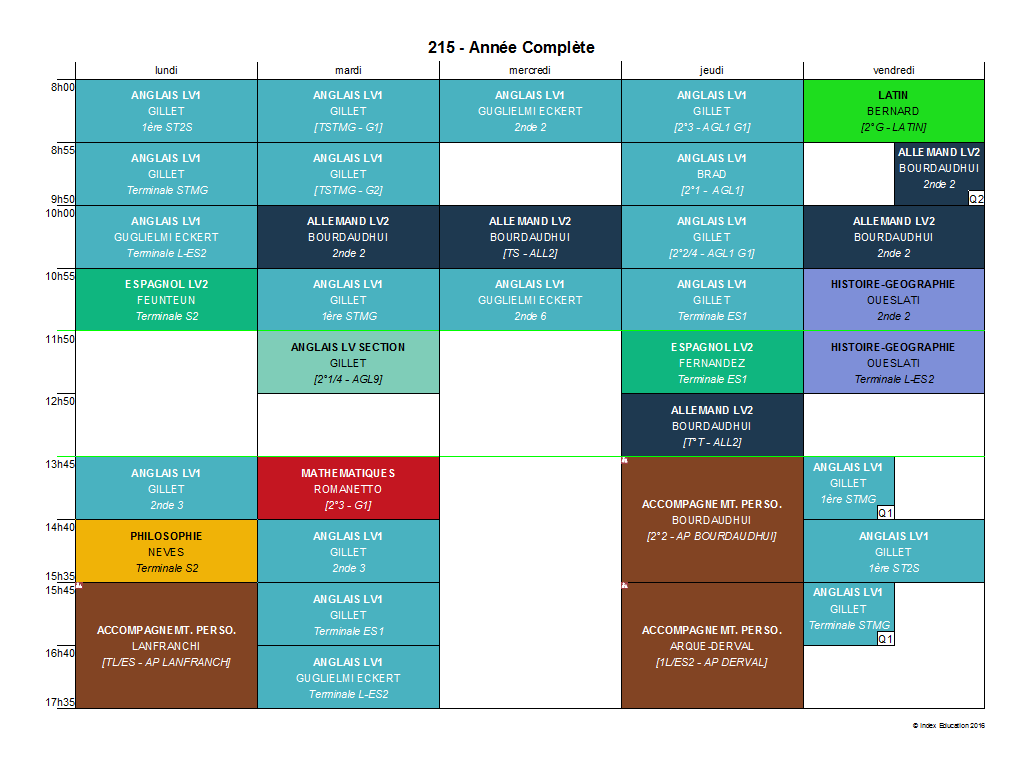 215 - Année Complète
lundi
mardi
mercredi
jeudi
vendredi
8h00
ANGLAIS LV1
GILLET
1ère ST2S
ANGLAIS LV1
GILLET
[TSTMG - G1]
ANGLAIS LV1
GUGLIELMI ECKERT
2nde 2
ANGLAIS LV1
GILLET
[2°3 - AGL1 G1]
LATIN
BERNARD
[2°G - LATIN]
8h55
ANGLAIS LV1
GILLET
Terminale STMG
ANGLAIS LV1
GILLET
[TSTMG - G2]
ANGLAIS LV1
BRAD
[2°1 - AGL1]
ALLEMAND LV2
BOURDAUDHUI
2nde 2
Q2
9h50
10h00
ANGLAIS LV1
GUGLIELMI ECKERT
Terminale L-ES2
ALLEMAND LV2
BOURDAUDHUI
2nde 2
ALLEMAND LV2
BOURDAUDHUI
[TS - ALL2]
ANGLAIS LV1
GILLET
[2°2/4 - AGL1 G1]
ALLEMAND LV2
BOURDAUDHUI
2nde 2
10h55
ESPAGNOL LV2
FEUNTEUN
Terminale S2
ANGLAIS LV1
GILLET
1ère STMG
ANGLAIS LV1
GUGLIELMI ECKERT
2nde 6
ANGLAIS LV1
GILLET
Terminale ES1
HISTOIRE-GEOGRAPHIE
OUESLATI
2nde 2
11h50
ANGLAIS LV SECTION
GILLET
[2°1/4 - AGL9]
ESPAGNOL LV2
FERNANDEZ
Terminale ES1
HISTOIRE-GEOGRAPHIE
OUESLATI
Terminale L-ES2
12h50
ALLEMAND LV2
BOURDAUDHUI
[T°T - ALL2]
13h45
ANGLAIS LV1
GILLET
2nde 3
MATHEMATIQUES
ROMANETTO
[2°3 - G1]
ACCOMPAGNEMT. PERSO.
BOURDAUDHUI
[2°2 - AP BOURDAUDHUI]
ANGLAIS LV1
GILLET
1ère STMG
Q1
14h40
PHILOSOPHIE
NEVES
Terminale S2
ANGLAIS LV1
GILLET
2nde 3
ANGLAIS LV1
GILLET
1ère ST2S
15h35
15h45
ACCOMPAGNEMT. PERSO.
LANFRANCHI
[TL/ES - AP LANFRANCH]
ANGLAIS LV1
GILLET
Terminale ES1
ACCOMPAGNEMT. PERSO.
ARQUE-DERVAL
[1L/ES2 - AP DERVAL]
ANGLAIS LV1
GILLET
Terminale STMG
Q1
16h40
ANGLAIS LV1
GUGLIELMI ECKERT
Terminale L-ES2
17h35
© Index Education 2016